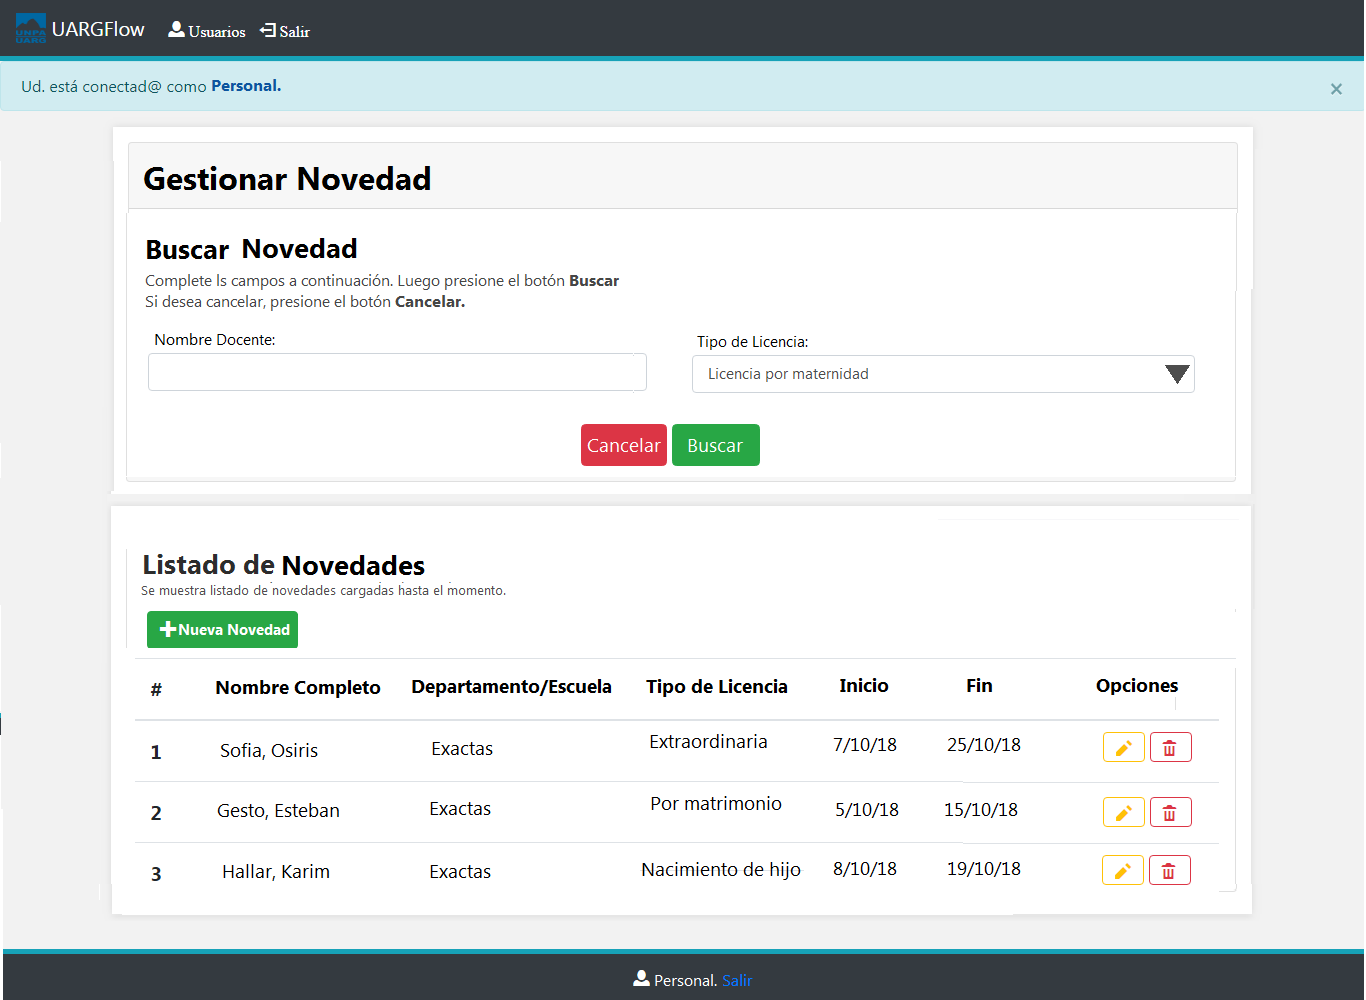 UNPA
UARG
UARGFlow Usuarios Salir
Ud. está conectad@ como Personal. ×
Gestionar Novedad
Buscar Novedad
Complete ls campos a continuación. Luego presione el botón Buscar
Si desea cancelar, presione el botón Cancelar.
Nombre Docente: Tipo de Licencia:
Licencia por maternidad
Cancelar Buscar
Listado de Novedades
Se muestra listado de novedades cargadas hasta el momento.
Nueva Novedad
# Nombre Completo Departamento/Escuela Tipo de Licencia Inicio Fin Opciones
1 Sofia, Osiris Exactas Extraordinaria 7/10/18 25/10/18
2 Gesto, Esteban Exactas Por matrimonio 5/10/18 15/10/18
3 Hallar, Karim Exactas Nacimiento de hijo 8/10/18 19/10/18
Personal. Salir